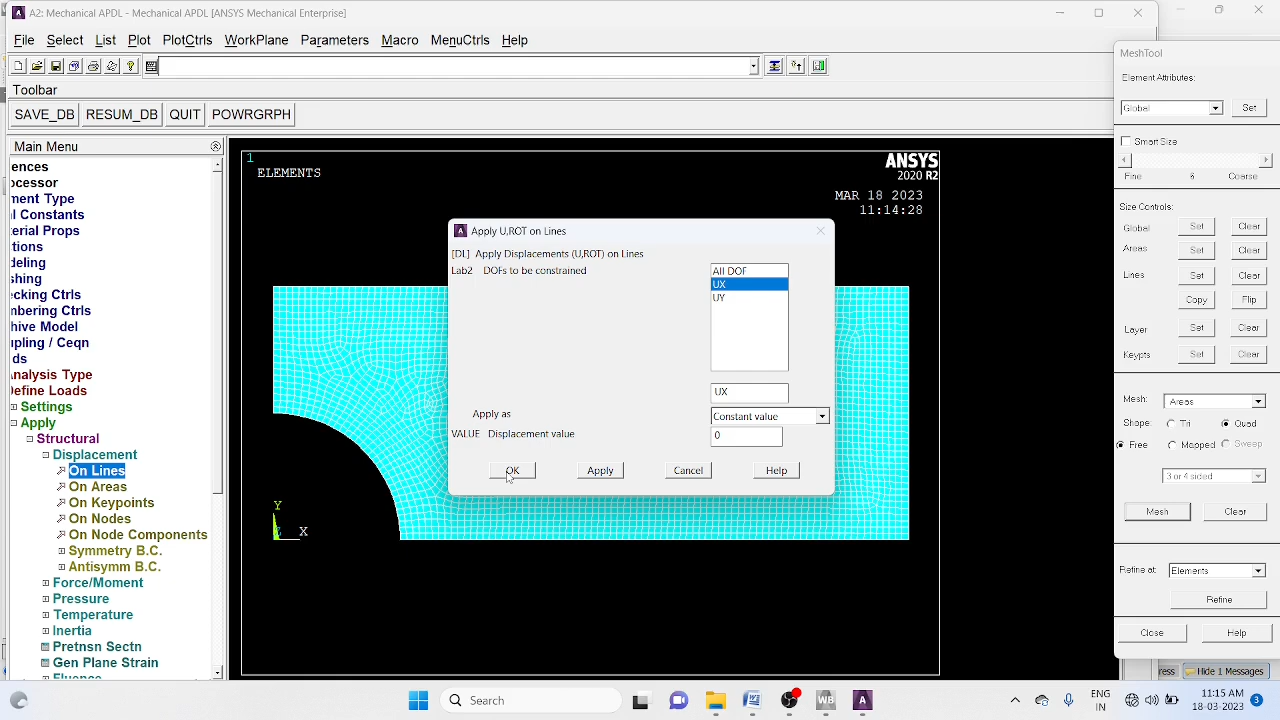 A2: Mechanical APDL - Mechanical APDL [ANSYS Mechanical Enterprise]
File Select List Plot PlotCtrls WorkPlane Parameters Macro MenuCtrls Help
Toolbar
SAVE_DB RESUM_DB QUIT POWRGRPH
Main Menu
ences
ocessor
ment Type
l Constants
terial Props
tions
deling
shing
ecking Ctrls
mbering Ctrls
hive Model
upling / Ceqn
ds
Analysis Type
Define Loads
Settings
Apply
Structural
Displacement
On Lines
On Areas
On Keypoints
On Nodes
On Node Components
Symmetry B.C.
Antisymm B.C.
Force/Moment
Pressure
Temperature
Inertia
Pretnsn Sectn
Gen Plane Strain
1
ELEMENTS
ANSYS
2020 R2
MAR 18 2023
11:14:28
Y
X
Apply U,ROT on Lines
[DL] Apply Displacements (U,ROT) on Lines
Lab2 DOFs to be constrained
All DOF
UX
UY
UX
Apply as
Constant value
VALUE Displacement value
0
OK Apply Cancel Help
MeshTool
Element Attributes:
Global Set
Smart Size
Fine 6 Coarse
Size Controls:
Global Set Clear
Areas Set Clear
Lines Set Clear
Copy Flip
Set Clear
Set Clear
Mesh: Areas
Shape: Tri Quad
Free Mapped Sweep
3 or 4 sided
Mesh Clear
Refine at: Elements
Refine
Close Help
ress Hide 1 Messages
Search
WB
A
ENG
IN
11:15 AM
18-03-2023
3